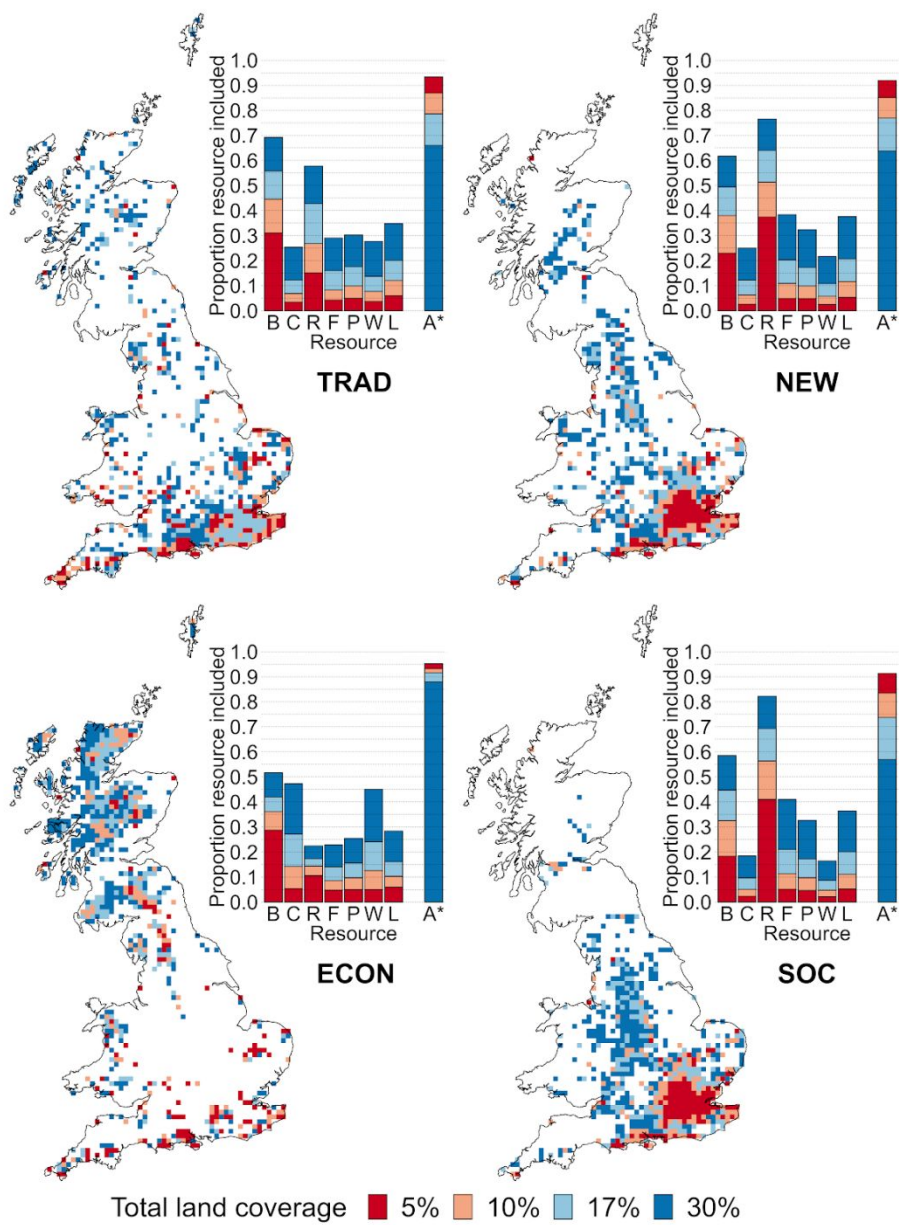 Proportion resource included
1.0
0.9
0.8
0.7
0.6
0.5
0.4
0.3
0.2
0.1
0.0
B C R F P W L A*
Resource
TRAD
Proportion resource included
1.0
0.9
0.8
0.7
0.6
0.5
0.4
0.3
0.2
0.1
0.0
B C R F P W L A*
Resource
NEW
Proportion resource included
1.0
0.9
0.8
0.7
0.6
0.5
0.4
0.3
0.2
0.1
0.0
B C R F P W L A*
Resource
ECON
Proportion resource included
1.0
0.9
0.8
0.7
0.6
0.5
0.4
0.3
0.2
0.1
0.0
B C R F P W L A*
Resource
SOC
Total land coverage 5% 10% 17% 30%